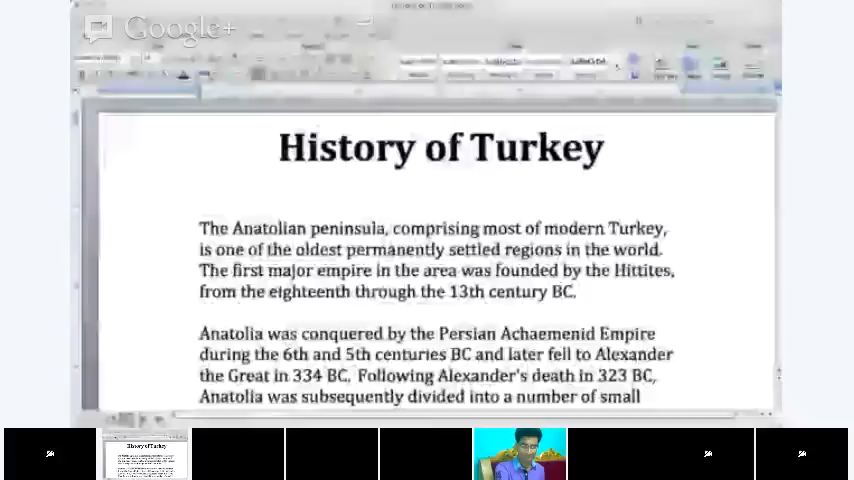 Google+
History of Turkey
The Anatolian peninsula, comprising most of modern Turkey,
is one of the oldest permanently settled regions in the world.
The first major empire in the area was founded by the Hittites,
from the eighteenth through the 13th century BC.
Anatolia was conquered by the Persian Achaemenid Empire
during the 6th and 5th centuries BC and later fell to Alexander
the Great in 334 BC. Following Alexander's death in 323 BC,
Anatolia was subsequently divided into a number of small
History of Turkey